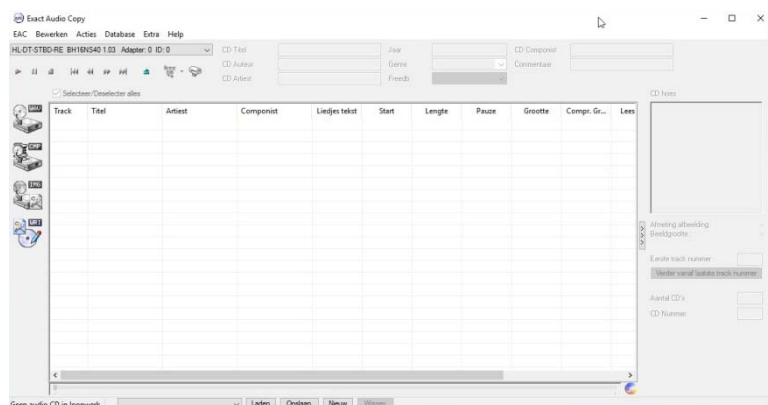 Exact Audio Copy
EAC Bewerken Acties Database Extra Help
HL-DT-STBD-RE BH16NS40 1.03 Adapter: 0 ID: 0
CD Titel
CD Auteur
CD Artiest
Jaar
Genre
Freedb
CD Componist
Commentaar
Selecteer/Deselecter alles
Track Titel Artiest Componist Liedjes tekst Start Lengte Pauze Grootte Compr. Gr... Lees
WAV
CMP
IMG
WRI
CD hoes
Afmeting afbeelding:
Beeldgrootte:
Eerste track nummer
Verder vanaf laatste track nummer
Aantal CD's
CD Nummer
Geen audio CD in loopwerk
Laden Opslaan Nieuw Wissen